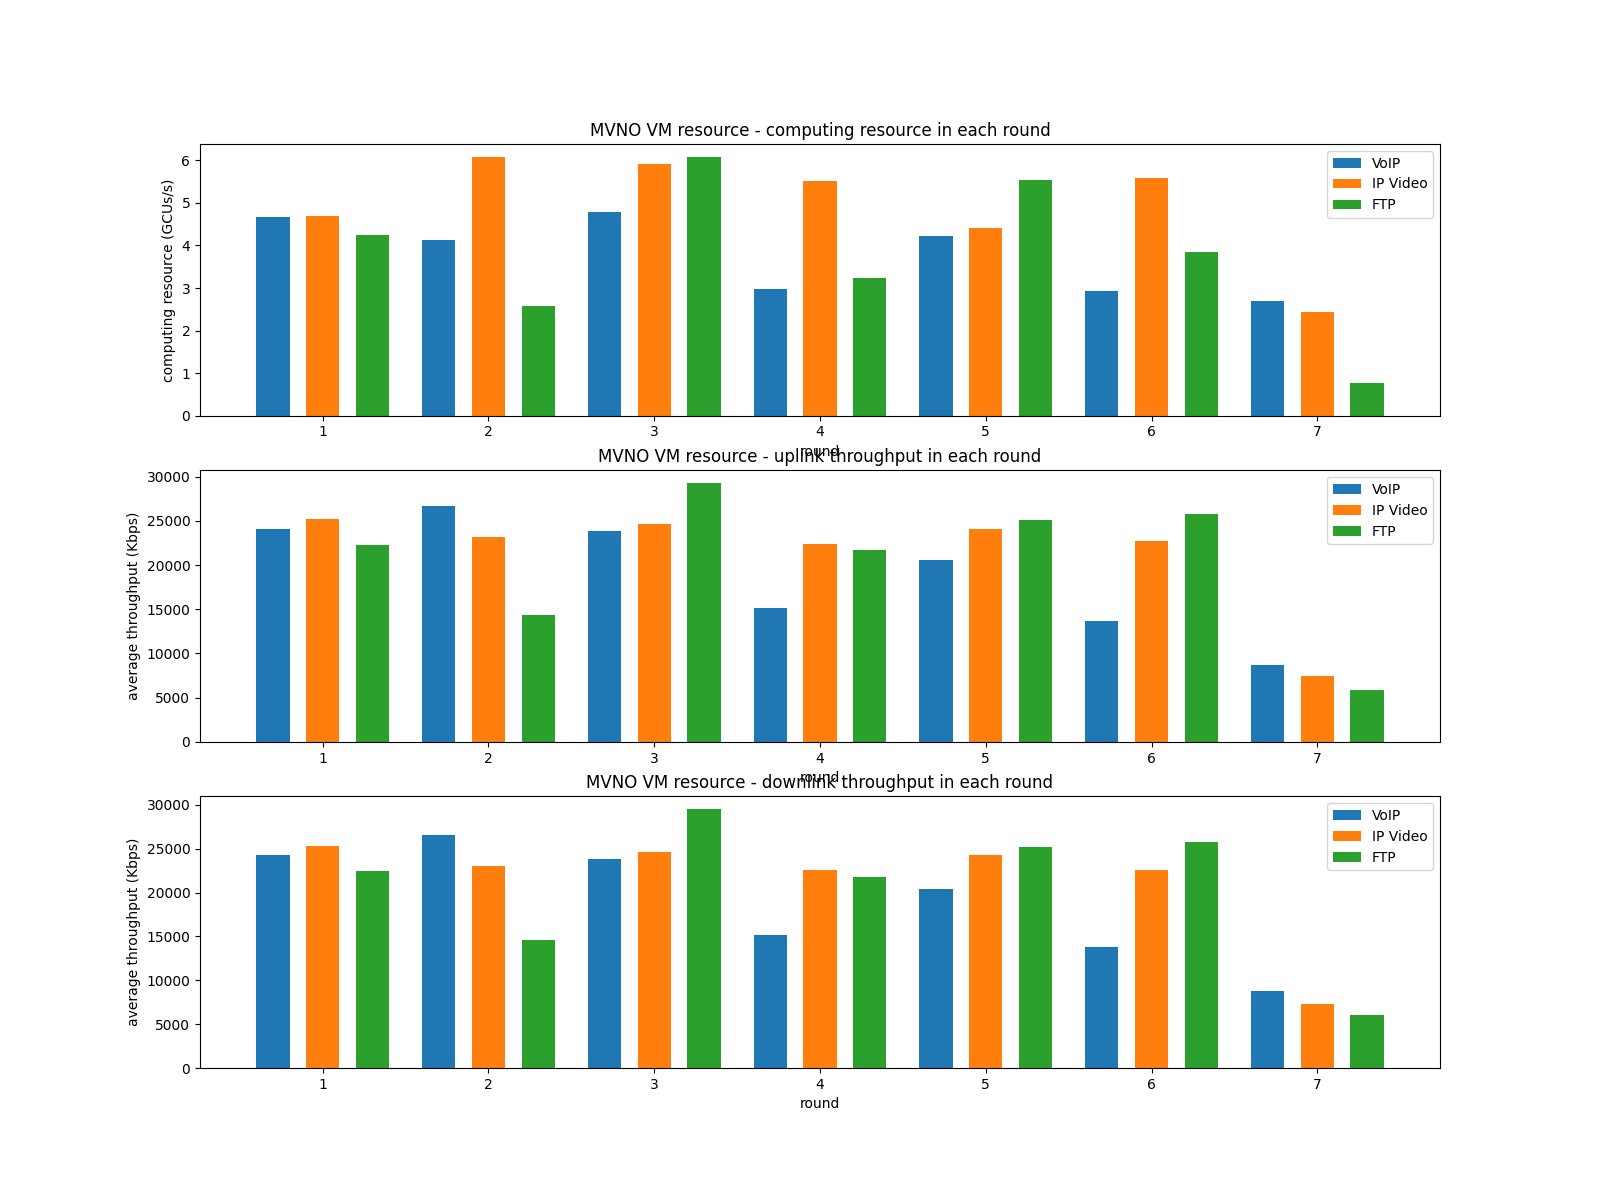 MVNO VM resource - computing resource in each round
computing resource (GCUs/s)
6
5
4
3
2
1
0
VoIP
IP Video
FTP
1 2 3 4 5 6 7
round
MVNO VM resource - uplink throughput in each round
average throughput (Kbps)
30000
25000
20000
15000
10000
5000
0
VoIP
IP Video
FTP
1 2 3 4 5 6 7
round
MVNO VM resource - downlink throughput in each round
average throughput (Kbps)
30000
25000
20000
15000
10000
5000
0
VoIP
IP Video
FTP
1 2 3 4 5 6 7
round